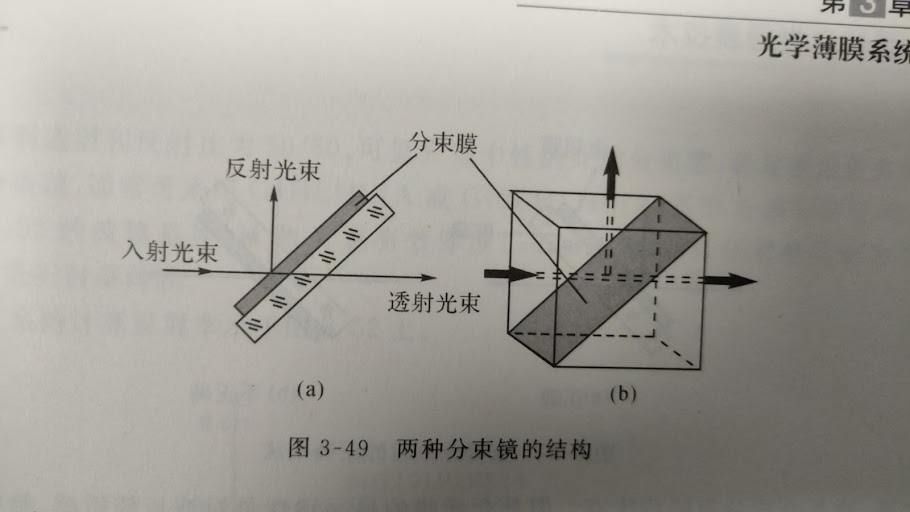 第3章
光学薄膜系统
分束膜
反射光束
入射光束
透射光束
(a)
(b)
图 3-49 两种分束镜的结构